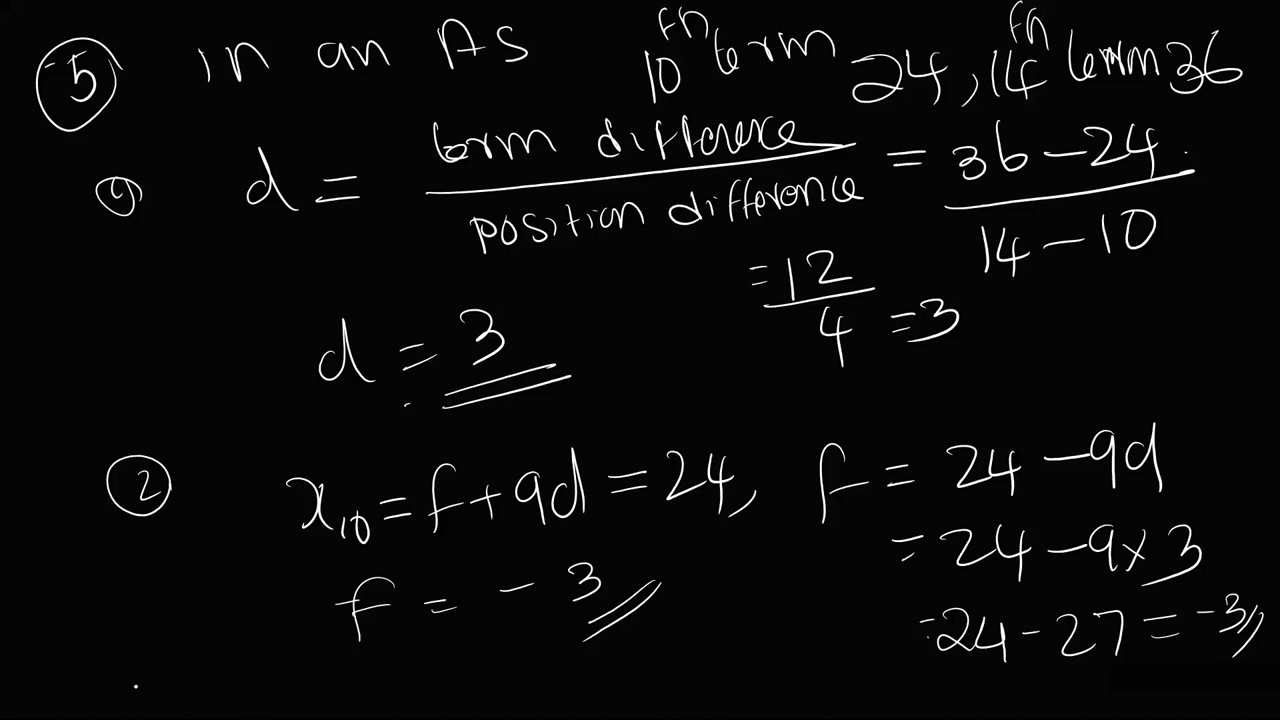 5 in an AS 10th term 24, 14th term 36
d = term difference / position difference = 36 - 24 / 14 - 10
= 12 / 4 = 3
d = 3
2 x10 = f + 9d = 24, f = 24 - 9d
= 24 - 9 x 3
f = -3
= 24 - 27 = -3